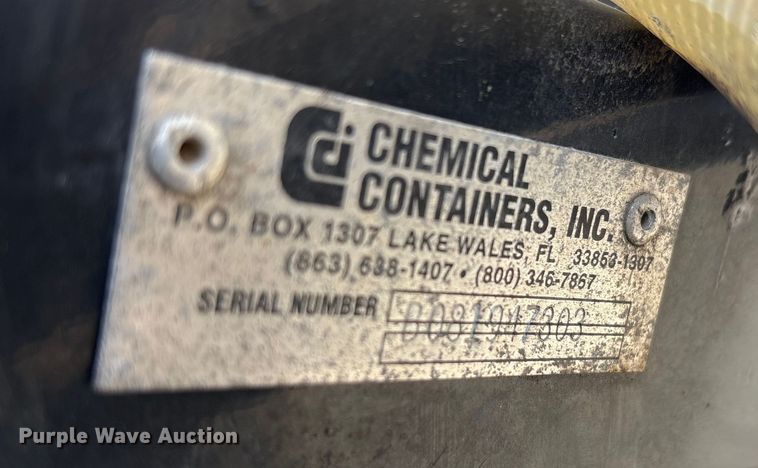 CHEMICAL
CONTAINERS, INC.
P.O. BOX 1307 LAKE WALES, FL 33853-1307
(863) 638-1407 • (800) 346-7867
SERIAL NUMBER
Purple Wave Auction